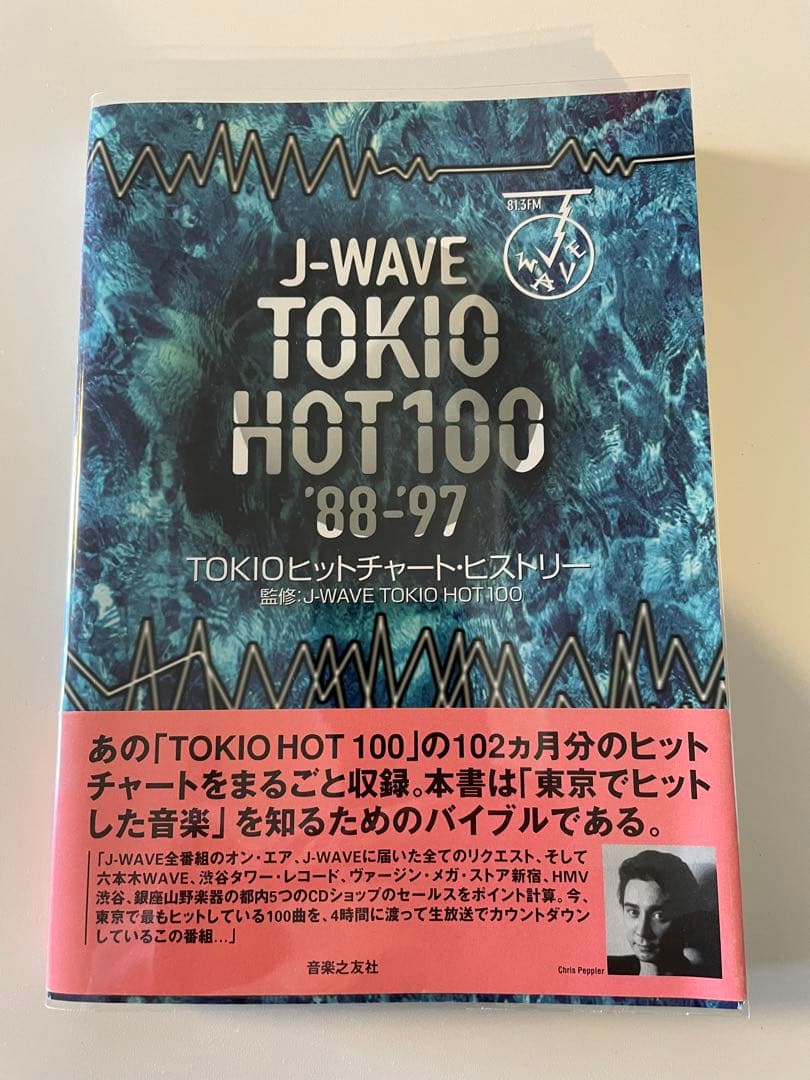 81.3FM
J-WAVE
J-WAVE
TOKIO
HOT100
'88-'97
TOKIOヒットチャート・ヒストリー
監修:J-WAVE TOKIO HOT100
あの「TOKIO HOT 100」の102ヵ月分のヒット
チャートをまるごと収録。本書は「東京でヒット
した音楽」を知るためのバイブルである。
「J-WAVE全番組のオン・エア、J-WAVEに届いた全てのリクエスト、そして
六本木WAVE、渋谷タワー・レコード、ヴァージン・メガ・ストア新宿、HMV
渋谷、銀座山野楽器の都内5つのCDショップのセールスをポイント計算。今、
東京で最もヒットしている100曲を、4時間に渡って生放送でカウントダウン
しているこの番組…」
音楽之友社
Chris Peppler